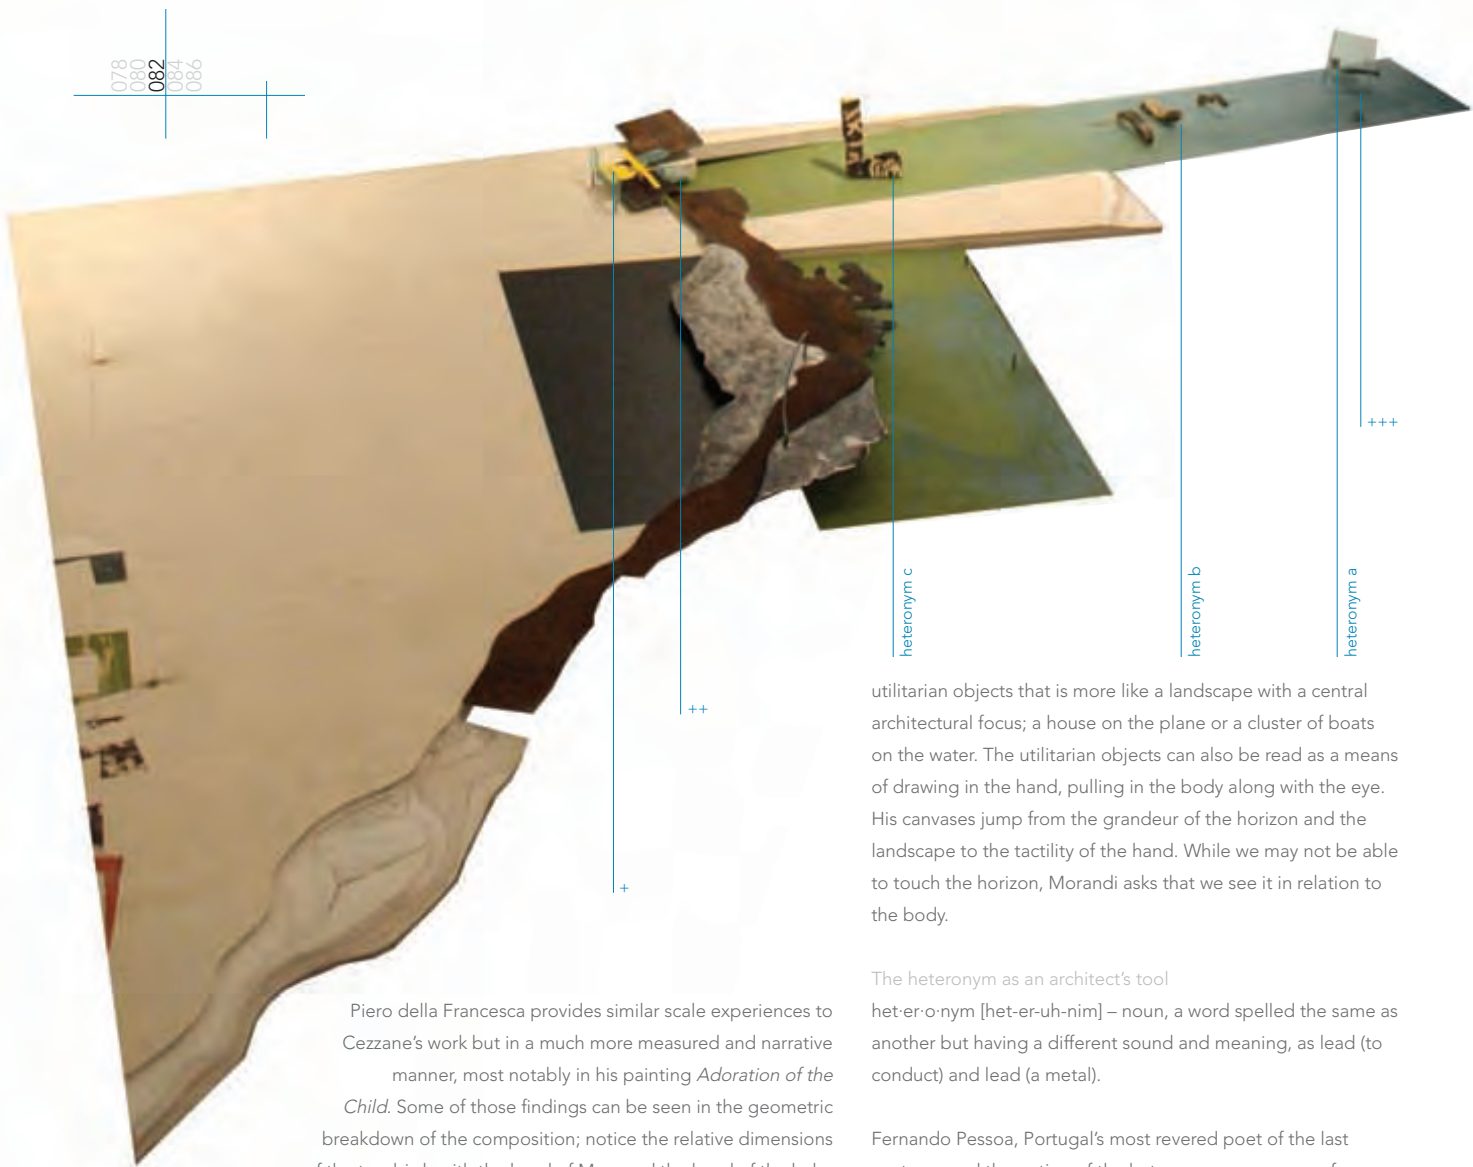 078
080
082
084
086
+++
heteronym c
heteronym b
heteronym a
++
+
Piero della Francesca provides similar scale experiences to
Cezzane's work but in a much more measured and narrative
manner, most notably in his painting Adoration of the
Child. Some of those findings can be seen in the geometric
breakdown of the composition; notice the relative dimensions
utilitarian objects that is more like a landscape with a central
architectural focus; a house on the plane or a cluster of boats
on the water. The utilitarian objects can also be read as a means
of drawing in the hand, pulling in the body along with the eye.
His canvases jump from the grandeur of the horizon and the
landscape to the tactility of the hand. While we may not be able
to touch the horizon, Morandi asks that we see it in relation to
the body.
The heteronym as an architect's tool
het·er·o·nym [het-er-uh-nim] – noun, a word spelled the same as
another but having a different sound and meaning, as lead (to
conduct) and lead (a metal).
Fernando Pessoa, Portugal's most revered poet of the last